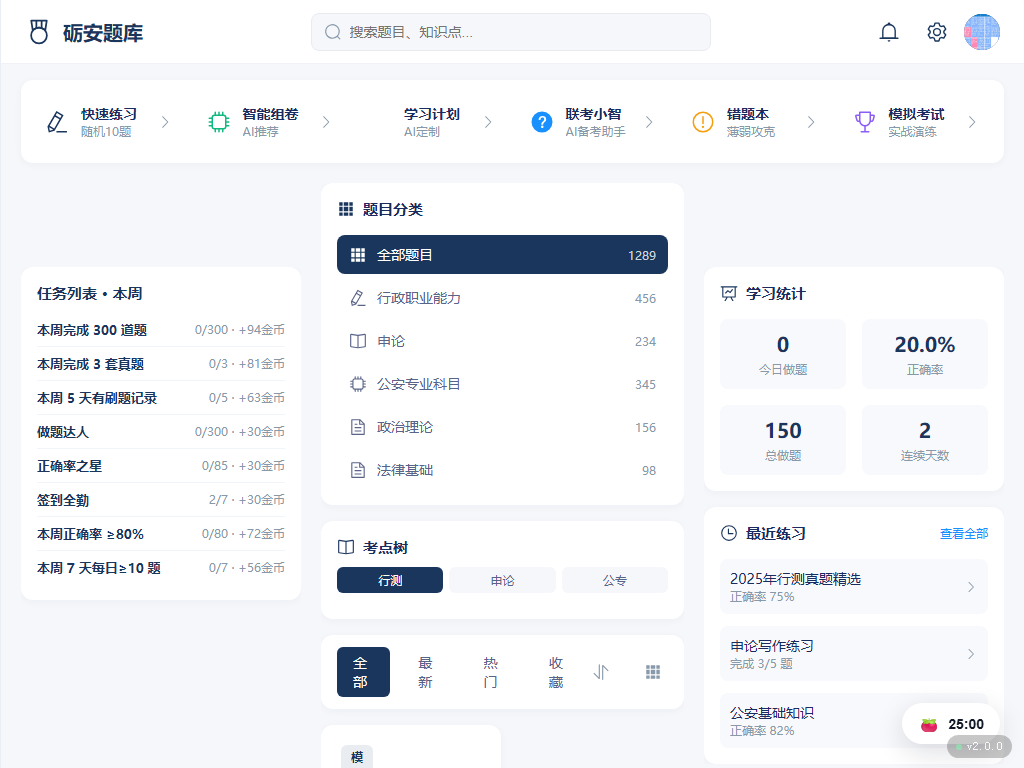 砺安题库
搜索题目、知识点...
快速练习
随机10题
智能组卷
AI推荐
学习计划
AI定制
联考小智
AI备考助手
错题本
薄弱攻克
模拟考试
实战演练
任务列表 • 本周
本周完成 300 道题 0/300 · +94金币
本周完成 3 套真题 0/3 · +81金币
本周 5 天有刷题记录 0/5 · +63金币
做题达人 0/300 · +30金币
正确率之星 0/85 · +30金币
签到全勤 2/7 · +30金币
本周正确率 ≥80% 0/80 · +72金币
本周 7 天每日≥10 题 0/7 · +56金币
题目分类
全部题目 1289
行政职业能力 456
申论 234
公安专业科目 345
政治理论 156
法律基础 98
考点树
行测 申论 公专
全部 最新 热门 收藏
模
学习统计
0
今日做题
20.0%
正确率
150
总做题
2
连续天数
最近练习 查看全部
2025年行测真题精选
正确率 75%
申论写作练习
完成 3/5 题
公安基础知识
正确率 82%
25:00
v2.0.0